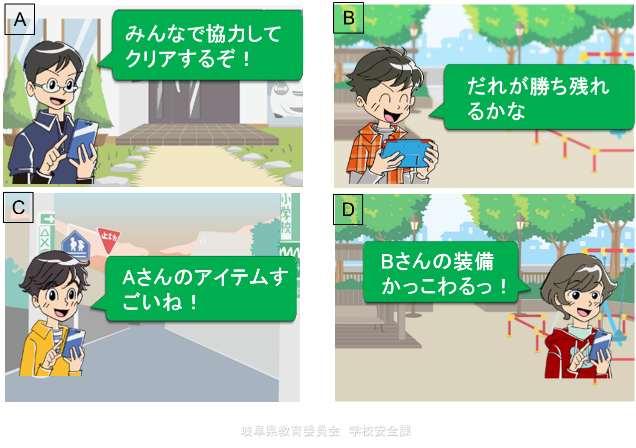 A
みんなで協力して
クリアするぞ！
B
だれが勝ち残れ
るかな
C
止まれ
小学校
Aさんのアイテムす
ごいね！
D
Bさんの装備
かっこわるっ！
岐阜県教育委員会　学校安全課